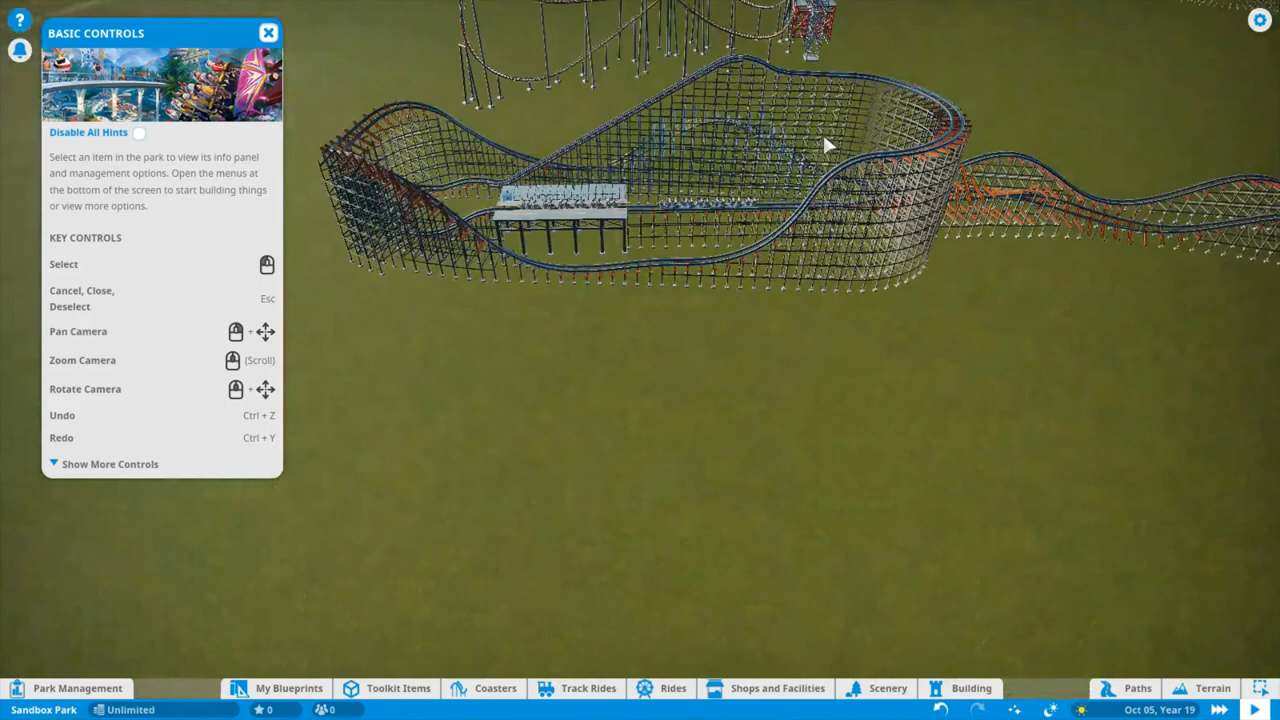 BASIC CONTROLS
Disable All Hints
Select an item in the park to view its info panel
and management options. Open the menus at
the bottom of the screen to start building things
or view more options.
KEY CONTROLS
Select
Cancel, Close,
Deselect Esc
Pan Camera +
Zoom Camera (Scroll)
Rotate Camera +
Undo Ctrl + Z
Redo Ctrl + Y
Show More Controls
Park Management My Blueprints Toolkit Items Coasters Track Rides Rides Shops and Facilities Scenery Building Paths Terrain
Sandbox Park Unlimited 0 0 Oct 05, Year 19